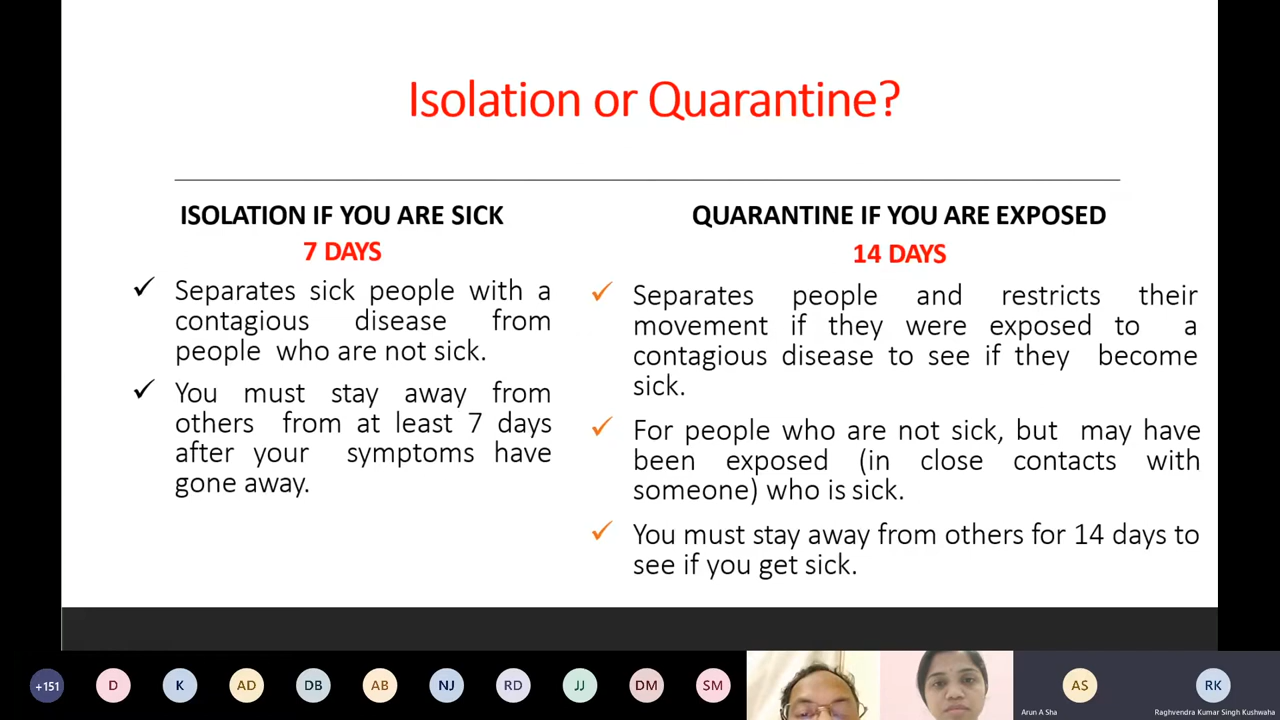 Isolation or Quarantine?
ISOLATION IF YOU ARE SICK
7 DAYS
Separates sick people with a
contagious disease from
people who are not sick.
You must stay away from
others from at least 7 days
after your symptoms have
gone away.
QUARANTINE IF YOU ARE EXPOSED
14 DAYS
Separates people and restricts their
movement if they were exposed to a
contagious disease to see if they become
sick.
For people who are not sick, but may have
been exposed (in close contacts with
someone) who is sick.
You must stay away from others for 14 days to
see if you get sick.
+151
D
K
AD
DB
AB
NJ
RD
JJ
DM
SM
AS
RK
Arun A Sha
Raghvendra Kumar Singh Kushwaha